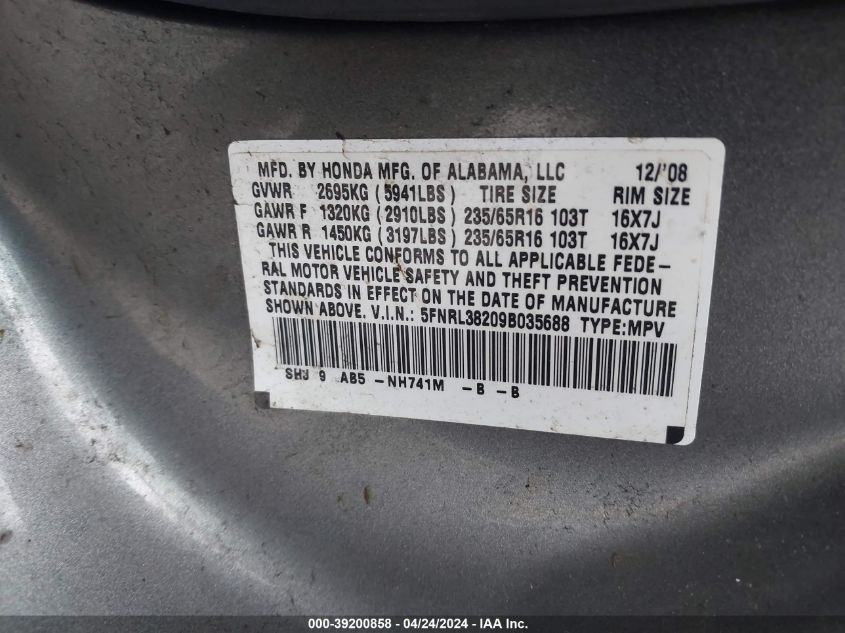 MFD. BY HONDA MFG. OF ALABAMA, LLC 12/'08
GVWR 2695KG (5941LBS) TIRE SIZE RIM SIZE
GAWR F 1320KG (2910LBS) 235/65R16 103T 16X7J
GAWR R 1450KG (3197LBS) 235/65R16 103T 16X7J
THIS VEHICLE CONFORMS TO ALL APPLICABLE FEDE-
RAL MOTOR VEHICLE SAFETY AND THEFT PREVENTION
STANDARDS IN EFFECT ON THE DATE OF MANUFACTURE
SHOWN ABOVE. V.I.N.: 5FNRL38209B035688 TYPE:MPV
SHJ 9 AB5 -NH741M -B -B
000-39200858 - 04/24/2024 - IAA Inc.